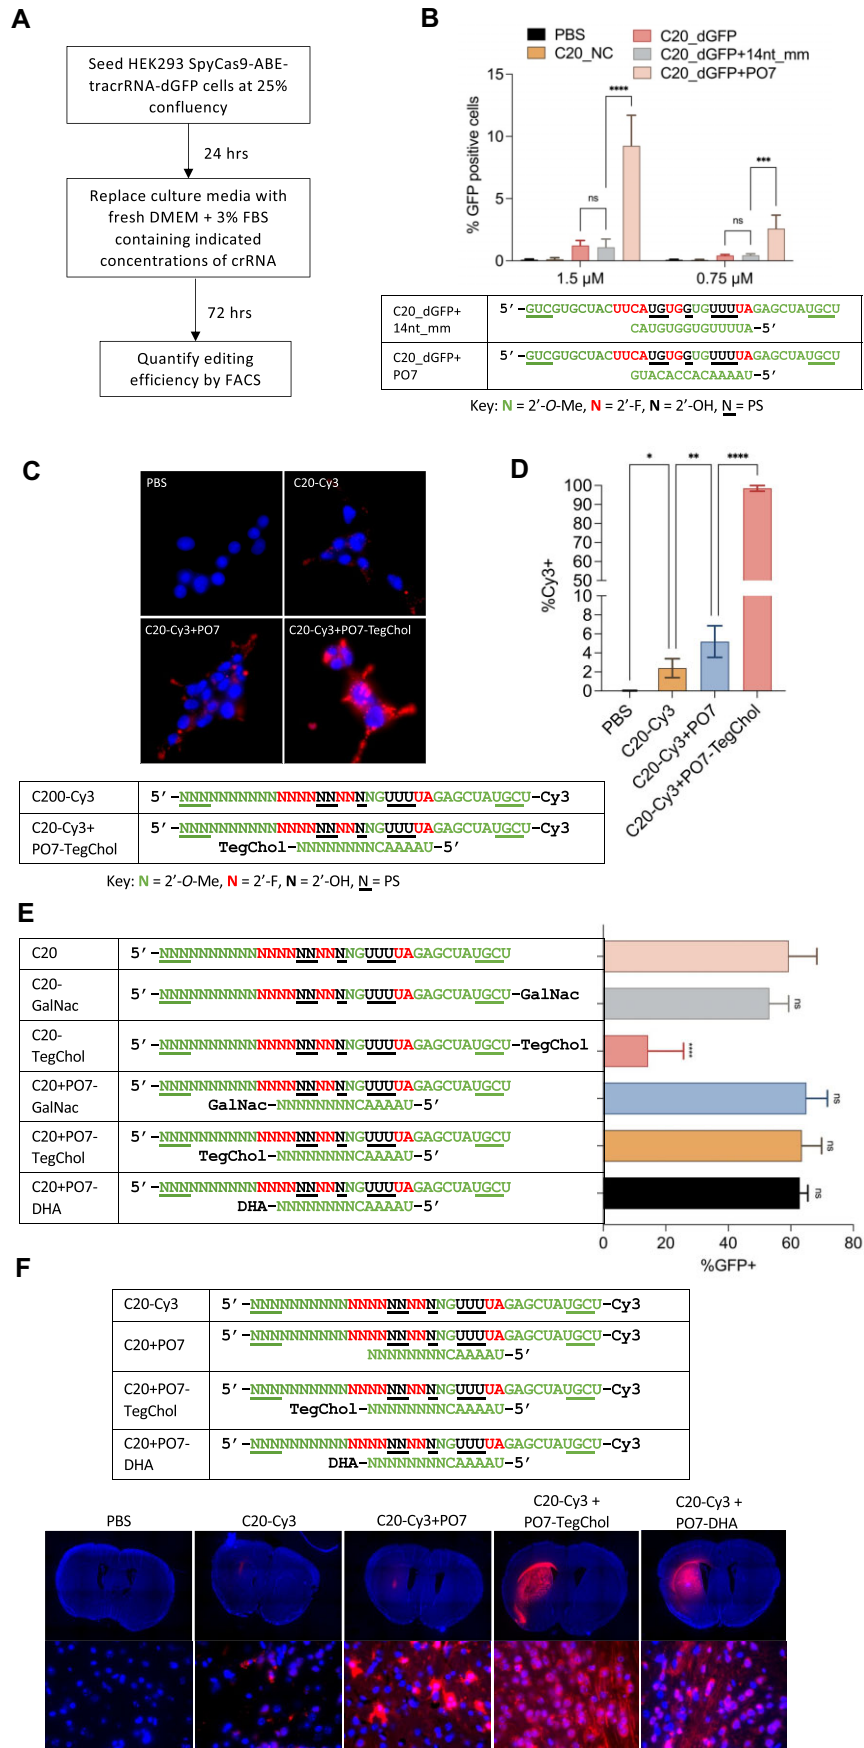 A
Seed HEK293 SpyCas9-ABE-
tracrRNA-dGFP cells at 25%
confluency
24 hrs
Replace culture media with
fresh DMEM + 3% FBS
containing indicated
concentrations of crRNA
72 hrs
Quantify editing
efficiency by FACS
B
PBS
C20_NC
C20_dGFP
C20_dGFP+14nt_mm
C20_dGFP+PO7
% GFP positive cells
15
10
5
0
ns
****
ns
***
1.5 µM
0.75 µM
C20_dGFP+
14nt_mm
5’-GUCGUGCUACUUCAUGUGGUGUUUUAGAGCUAUGCU
CAUGUGGUGUUUUA-5’
C20_dGFP+
PO7
5’-GUCGUGCUACUUCAUGUGGUGUUUUAGAGCUAUGCU
GUACACCACAAAAU-5’
Key: N = 2’-O-Me, N = 2’-F, N = 2’-OH, N = PS
C
PBS
C20-Cy3
C20-Cy3+PO7
C20-Cy3+PO7-TegChol
D
%Cy3+
100
90
80
70
60
50
10
8
6
4
2
0
*
**
****
PBS
C20-Cy3
C20-Cy3+PO7
C20-Cy3+PO7-TegChol
C200-Cy3
5’-NNNNNNNNNNNNNNNNNNNNGUUUUAGAGCUAUGCU-Cy3
C20-Cy3+
PO7-TegChol
5’-NNNNNNNNNNNNNNNNNNNNGUUUUAGAGCUAUGCU-Cy3
TegChol-NNNNNNNNCAAAAU-5’
Key: N = 2’-O-Me, N = 2’-F, N = 2’-OH, N = PS
E
C20
5’-NNNNNNNNNNNNNNNNNNNNGUUUUAGAGCUAUGCU
C20-
GalNac
5’-NNNNNNNNNNNNNNNNNNNNGUUUUAGAGCUAUGCU-GalNac
ns
C20-
TegChol
5’-NNNNNNNNNNNNNNNNNNNNGUUUUAGAGCUAUGCU-TegChol
****
C20+PO7-
GalNac
5’-NNNNNNNNNNNNNNNNNNNNGUUUUAGAGCUAUGCU
GalNac-NNNNNNNNCAAAAU-5’
ns
C20+PO7-
TegChol
5’-NNNNNNNNNNNNNNNNNNNNGUUUUAGAGCUAUGCU
TegChol-NNNNNNNNCAAAAU-5’
ns
C20+PO7-
DHA
5’-NNNNNNNNNNNNNNNNNNNNGUUUUAGAGCUAUGCU
DHA-NNNNNNNNCAAAAU-5’
ns
0 20 40 60 80
%GFP+
F
C20-Cy3
5’-NNNNNNNNNNNNNNNNNNNNGUUUUAGAGCUAUGCU-Cy3
C20+PO7
5’-NNNNNNNNNNNNNNNNNNNNGUUUUAGAGCUAUGCU-Cy3
NNNNNNNNCAAAAU-5’
C20+PO7-
TegChol
5’-NNNNNNNNNNNNNNNNNNNNGUUUUAGAGCUAUGCU-Cy3
TegChol-NNNNNNNNCAAAAU-5’
C20+PO7-
DHA
5’-NNNNNNNNNNNNNNNNNNNNGUUUUAGAGCUAUGCU-Cy3
DHA-NNNNNNNNCAAAAU-5’
PBS
C20-Cy3
C20-Cy3+PO7
C20-Cy3 +
PO7-TegChol
C20-Cy3 +
PO7-DHA